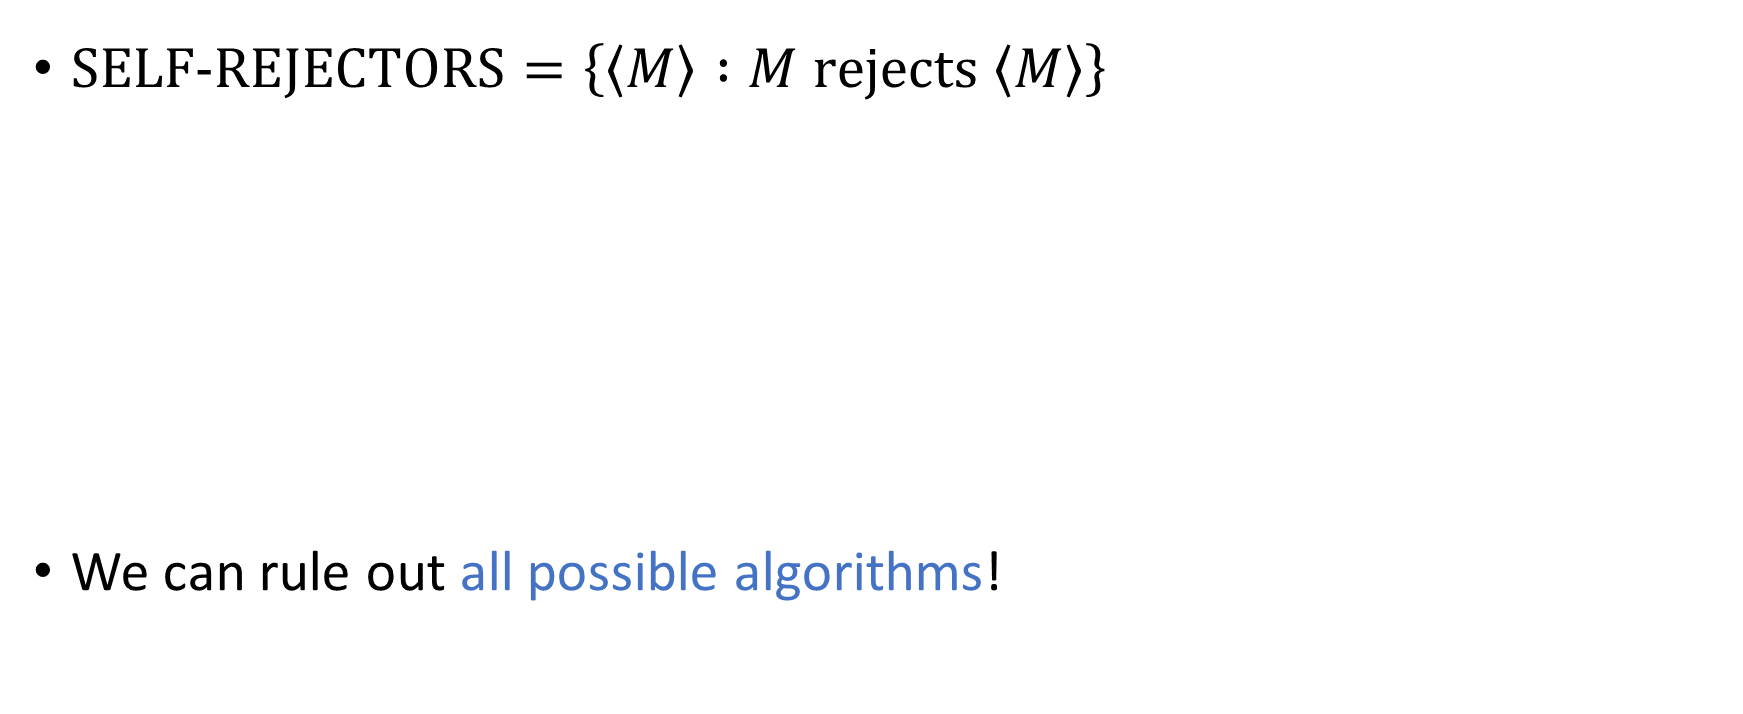 • SELF-REJECTORS = {⟨M⟩ : M rejects ⟨M⟩}
• We can rule out all possible algorithms!